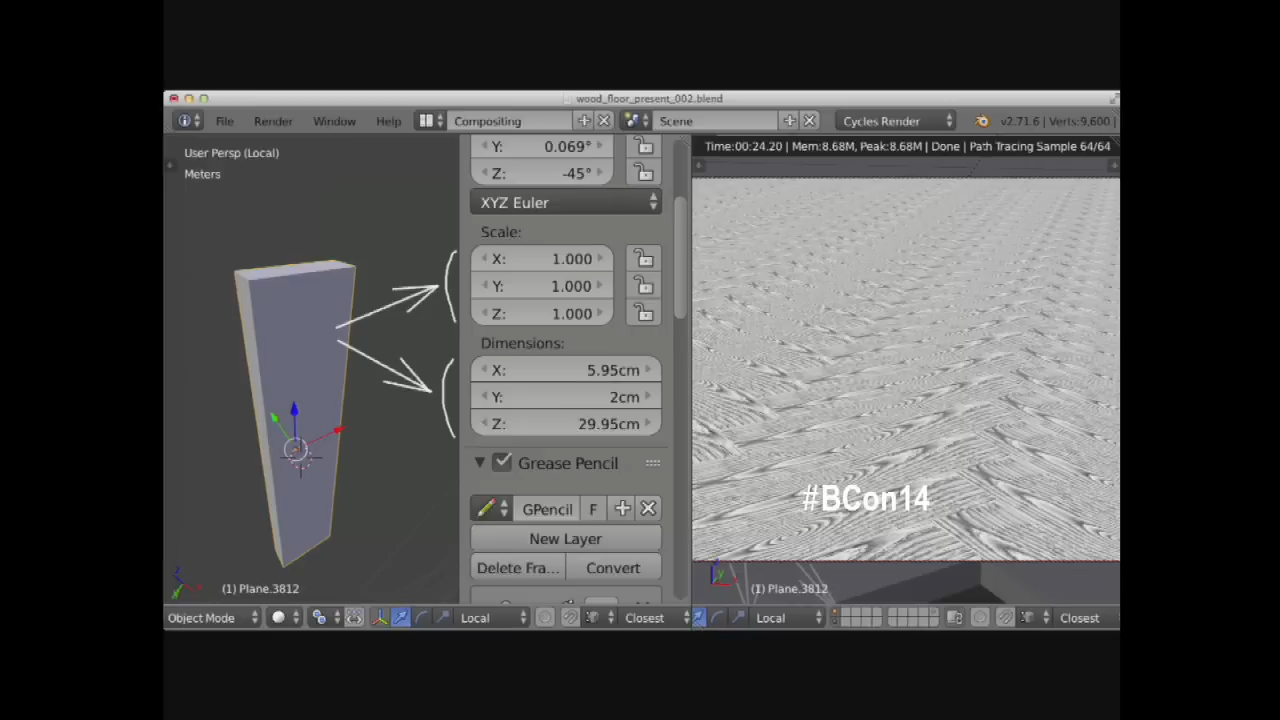 wood_floor_present_002.blend
File Render Window Help Compositing Scene Cycles Render v2.71.6 | Verts:9,600 |
User Persp (Local)
Meters
Y: 0.069°
Z: -45°
XYZ Euler
Scale:
X: 1.000
Y: 1.000
Z: 1.000
Dimensions:
X: 5.95cm
Y: 2cm
Z: 29.95cm
Grease Pencil
GPencil F
New Layer
Delete Fra... Convert
(1) Plane.3812
Object Mode Local Closest
Time:00:24.20 | Mem:8.68M, Peak:8.68M | Done | Path Tracing Sample 64/64
#BCon14
(1) Plane.3812
Local Closest